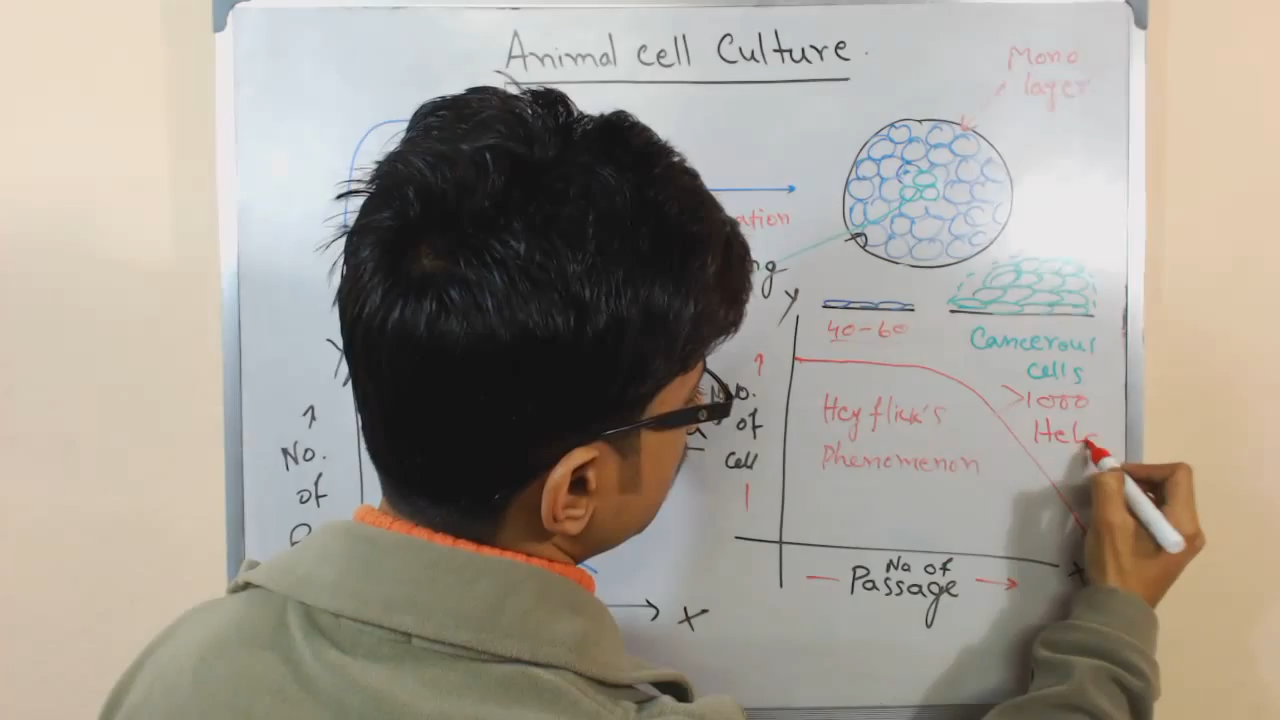 Animal cell Culture.
Mono
layer
ation
ng
Y
40-60
Cancerous
cells
>1000
Hela
No.
of
cell
Heyflick's
Phenomenon
Y
No.
of
X
No of
Passage
X